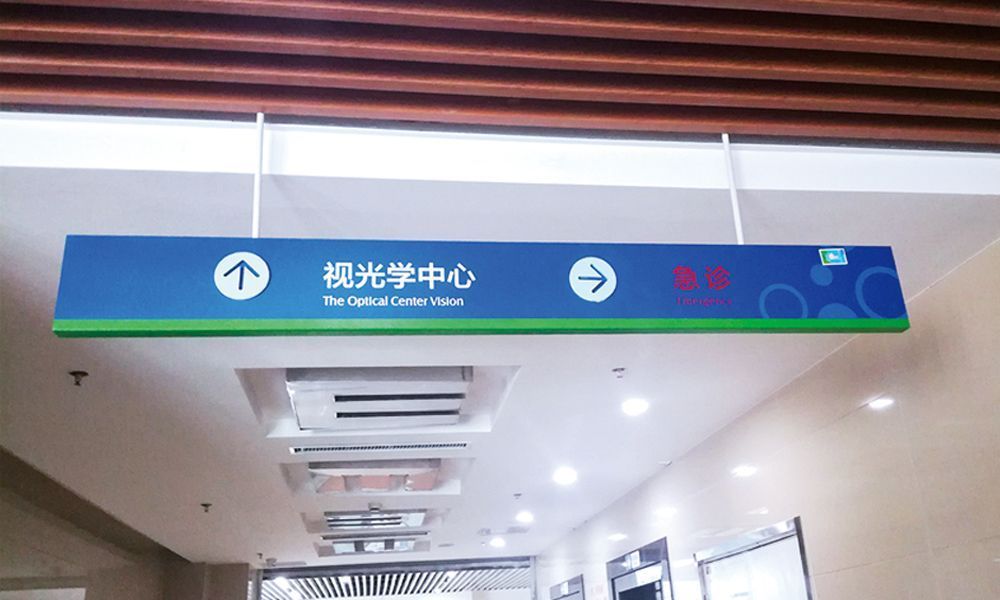 视光学中心
The Optical Center Vision
急诊
Emergency